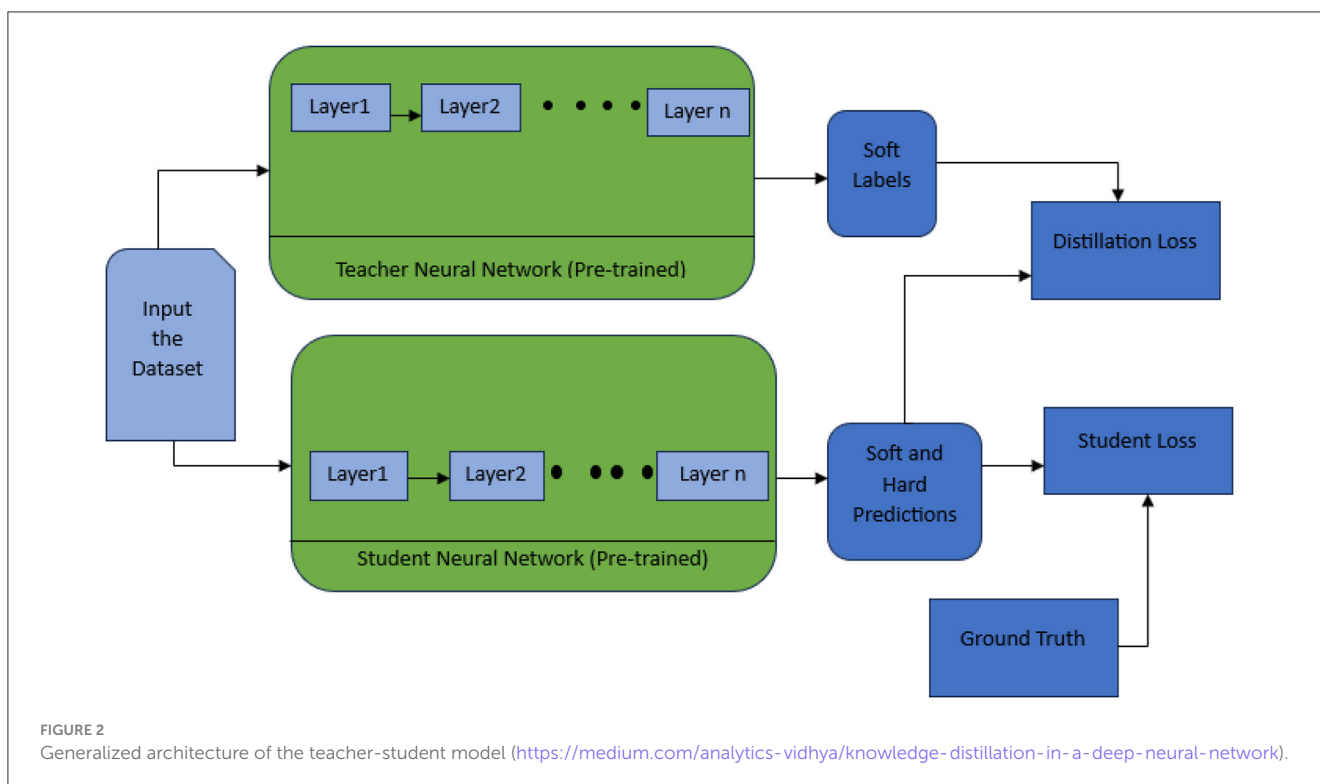 Layer1
Layer2
Layer n
Teacher Neural Network (Pre-trained)
Soft
Labels
Distillation Loss
Input
the
Dataset
Layer1
Layer2
Layer n
Student Neural Network (Pre-trained)
Soft and
Hard
Predictions
Student Loss
Ground Truth
FIGURE 2
Generalized architecture of the teacher-student model (https://medium.com/analytics-vidhya/knowledge-distillation-in-a-deep-neural-network).